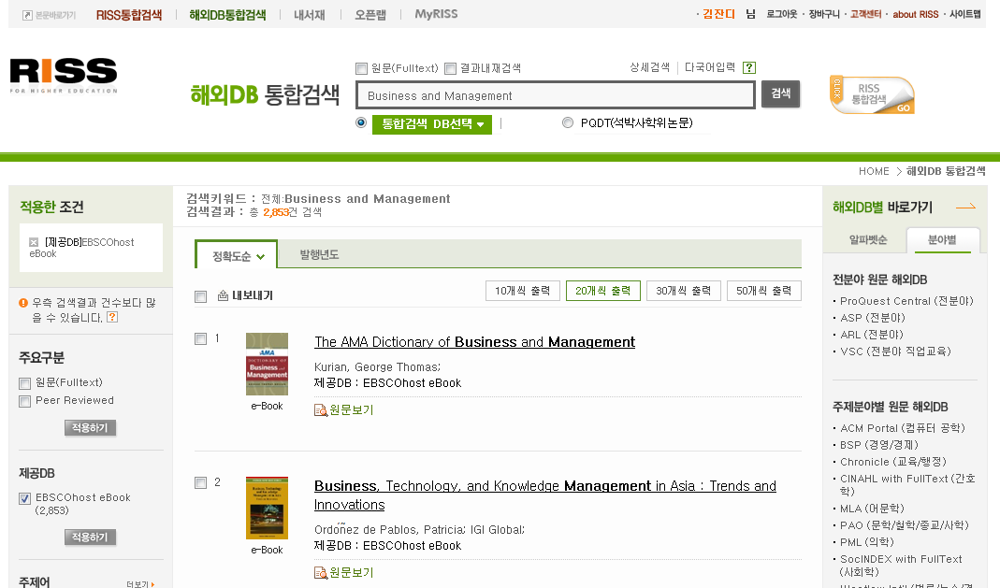 본문바로가기 RISS통합검색 해외DB통합검색 내서재 오픈랩 MyRISS · 김잔디 님 로그아웃 · 장바구니 · 고객센터 · about RISS · 사이트맵
RISS
FOR HIGHER EDUCATION
해외DB 통합검색
원문(Fulltext) 결과내재검색 상세검색 다국어입력 ?
Business and Management 검색
통합검색 DB선택 PQDT(석박사학위논문)
CLICK RISS
통합검색
GO
HOME > 해외DB 통합검색
적용한 조건
[제공DB]EBSCOhost
eBook
우측 검색결과 건수보다 많
을 수 있습니다. ?
주요구분
원문(Fulltext)
Peer Reviewed
적용하기
제공DB
EBSCOhost eBook
(2,853)
적용하기
주제어 더보기
검색키워드 : 전체:Business and Management
검색결과 : 총 2,853건 검색
정확도순 발행년도
내보내기 10개씩 출력 20개씩 출력 30개씩 출력 50개씩 출력
1
AMA
DICTIONARY OF
Business and
Management
e-Book
The AMA Dictionary of Business and Management
Kurian, George Thomas;
제공DB : EBSCOhost eBook
원문보기
2
e-Book
Business, Technology, and Knowledge Management in Asia : Trends and
Innovations
Ordoñez de Pablos, Patricia; IGI Global;
제공DB : EBSCOhost eBook
원문보기
해외DB별 바로가기
알파벳순 분야별
전분야 원문 해외DB
· ProQuest Central (전분야)
· ASP (전분야)
· ARL (전분야)
· VSC (전분야 직업교육)
주제분야별 원문 해외DB
· ACM Portal (컴퓨터 공학)
· BSP (경영/경제)
· Chronicle (교육/행정)
· CINAHL with FullText (간호
학)
· MLA (어문학)
· PAO (문학/철학/종교/사학)
· PML (의학)
· SocINDEX with FullText
(사회학)